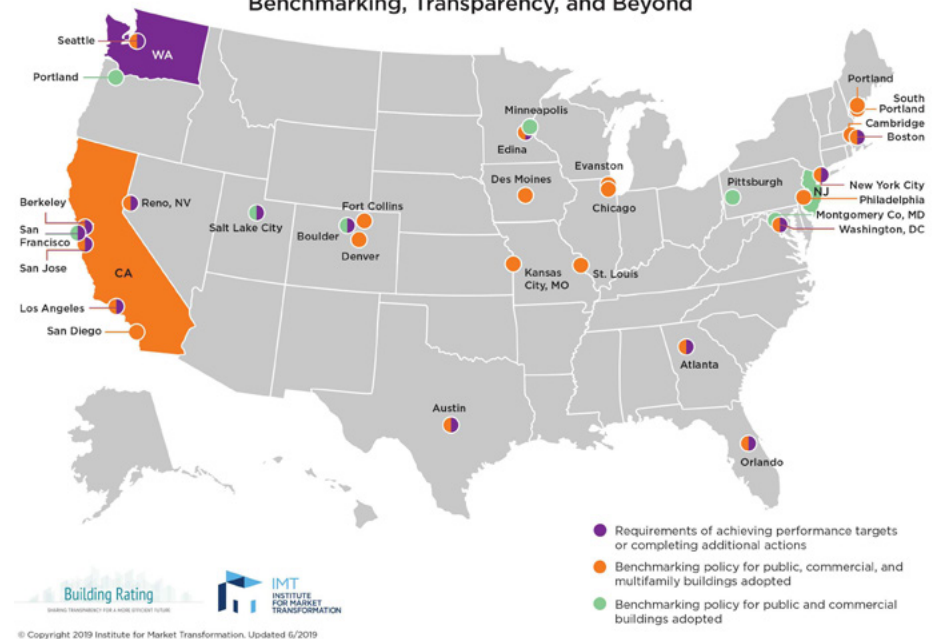 Benchmarking, Transparency, and Beyond
Seattle
WA
Portland
Portland
South
Portland
Cambridge
Boston
Minneapolis
Edina
Evanston
Des Moines
Chicago
Pittsburgh
NJ
New York City
Philadelphia
Montgomery Co, MD
Washington, DC
Berkeley
San
Francisco
San Jose
Reno, NV
Salt Lake City
Fort Collins
Boulder
Denver
CA
Kansas
City, MO
St. Louis
Los Angeles
San Diego
Atlanta
Austin
Orlando
Requirements of achieving performance targets
or completing additional actions
Benchmarking policy for public, commercial, and
multifamily buildings adopted
Benchmarking policy for public and commercial
buildings adopted
Building Rating
SHARING TRANSPARENCY FOR A MORE EFFICIENT FUTURE
IMT
INSTITUTE
FOR MARKET
TRANSFORMATION
© Copyright 2019 Institute for Market Transformation. Updated 6/2019